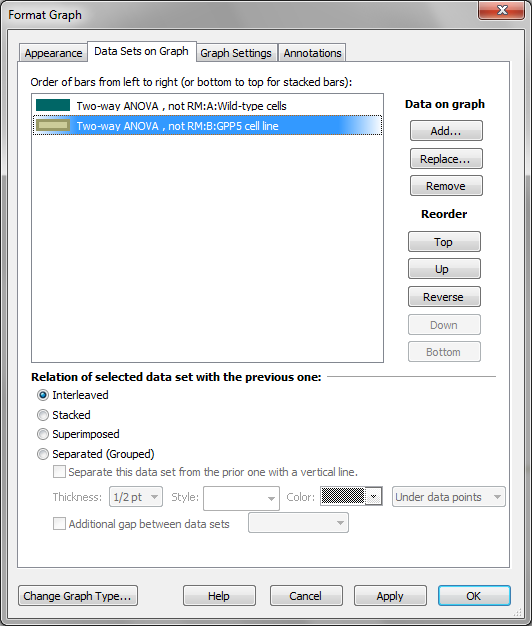 Format Graph
Appearance
Data Sets on Graph
Graph Settings
Annotations
Order of bars from left to right (or bottom to top for stacked bars):
Two-way ANOVA , not RM:A:Wild-type cells
Two-way ANOVA , not RM:B:GPP5 cell line
Data on graph
Add...
Replace...
Remove
Reorder
Top
Up
Reverse
Down
Bottom
Relation of selected data set with the previous one:
Interleaved
Stacked
Superimposed
Separated (Grouped)
Separate this data set from the prior one with a vertical line.
Thickness: 1/2 pt Style: Color: Under data points
Additional gap between data sets
Change Graph Type... Help Cancel Apply OK